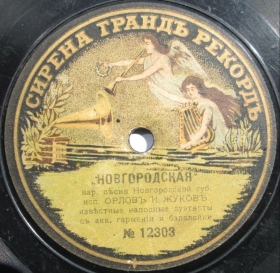 СИРЕНА ГРАНДЪ РЕКОРДЪ
„НОВГОРОДСКАЯ"
нар. пѣсня Новгородской губ.
исп. ОРЛОВЪ И ЖУКОВЪ
извѣстные народные дуэтисты
съ акк. гармоніи и балалайки
№ 12303